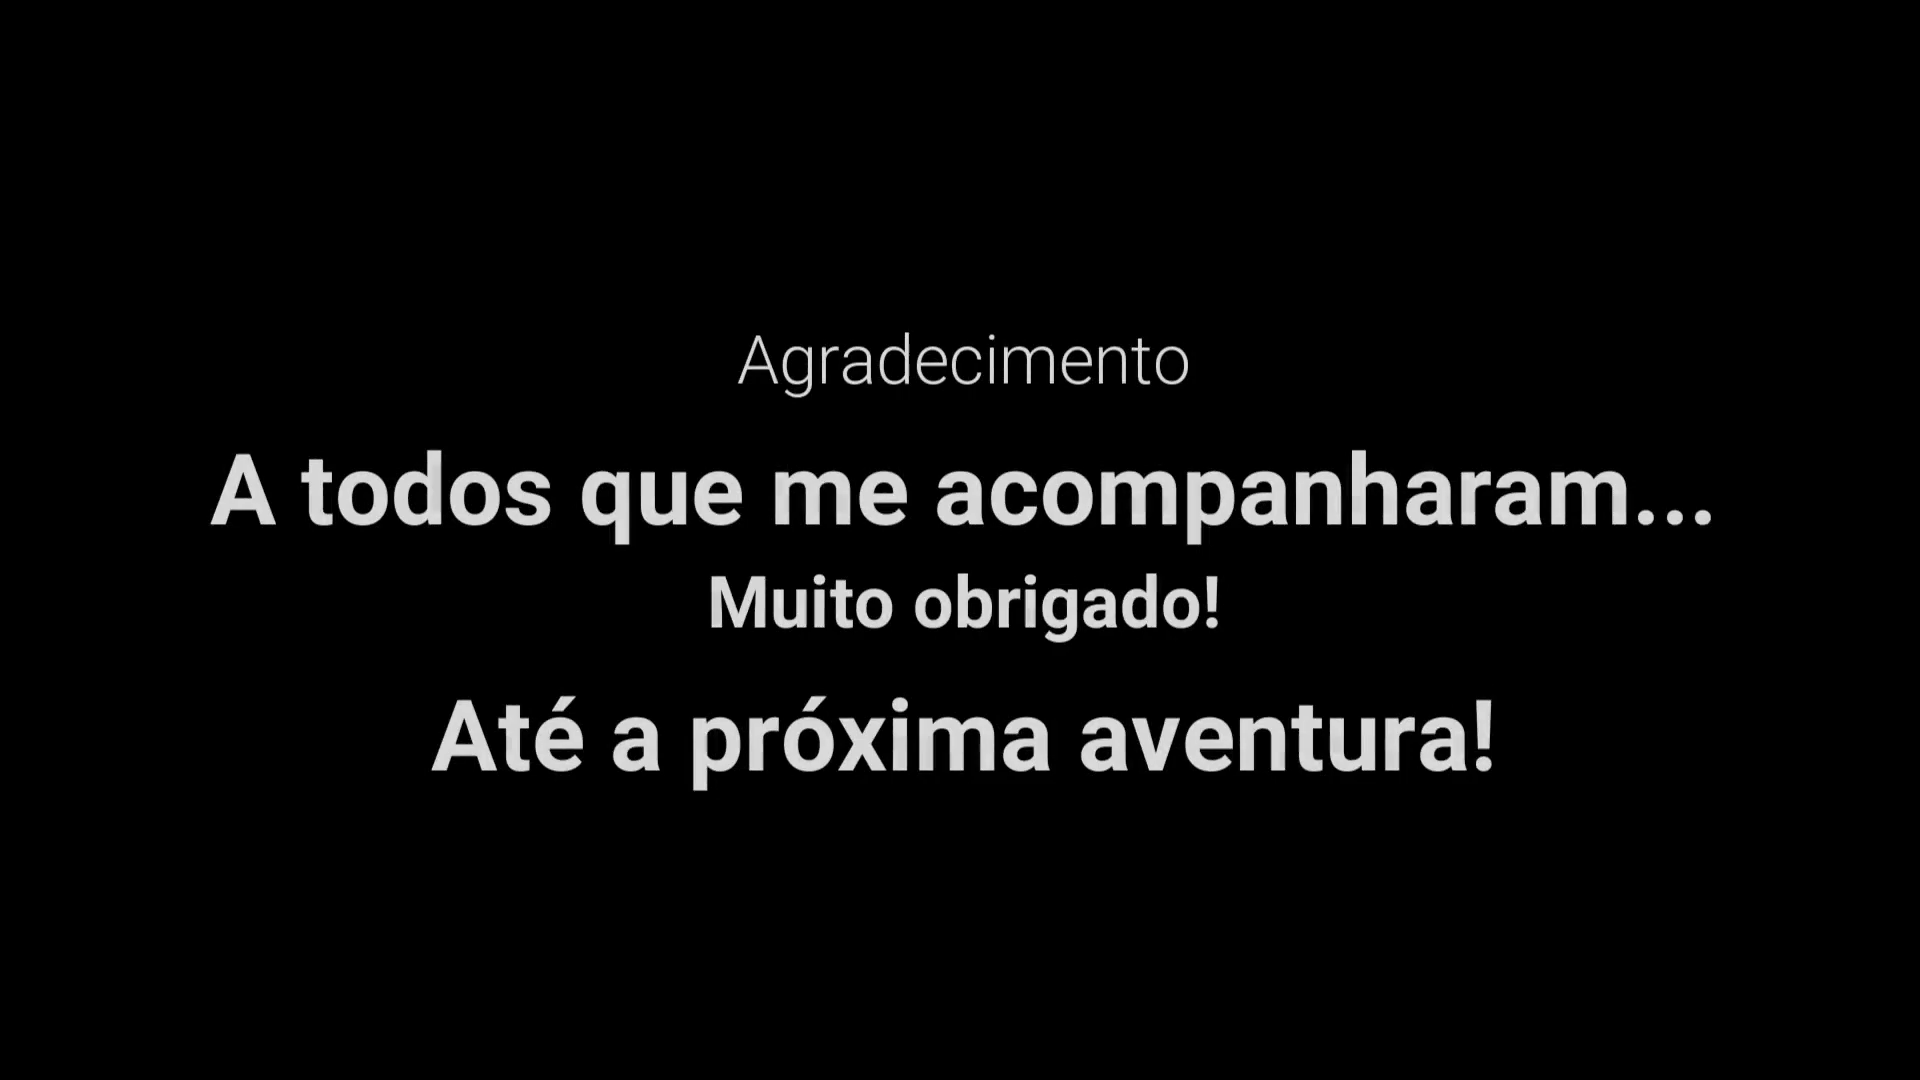 Agradecimento
A todos que me acompanharam...
Muito obrigado!
Até a próxima aventura!